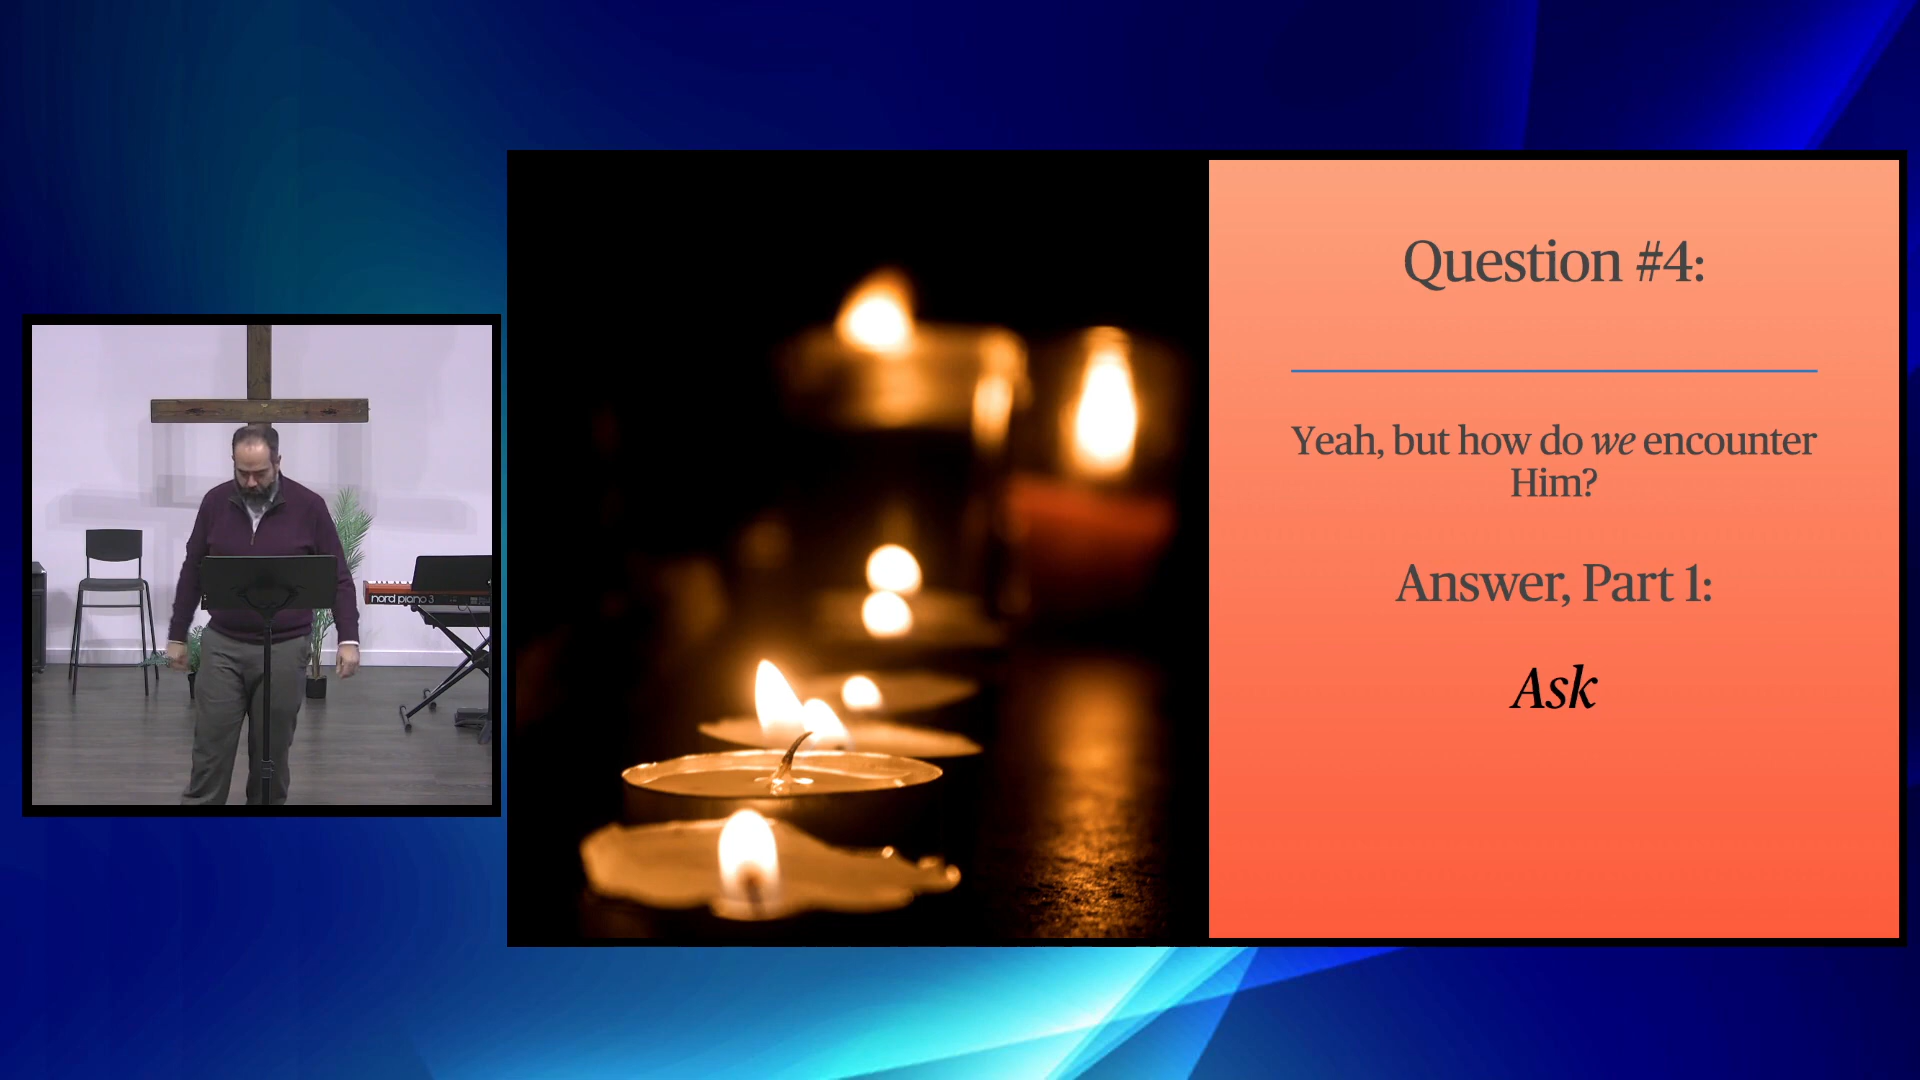 Question #4:
Yeah, but how do we encounter
Him?
Answer, Part 1:
Ask
nord piano 3